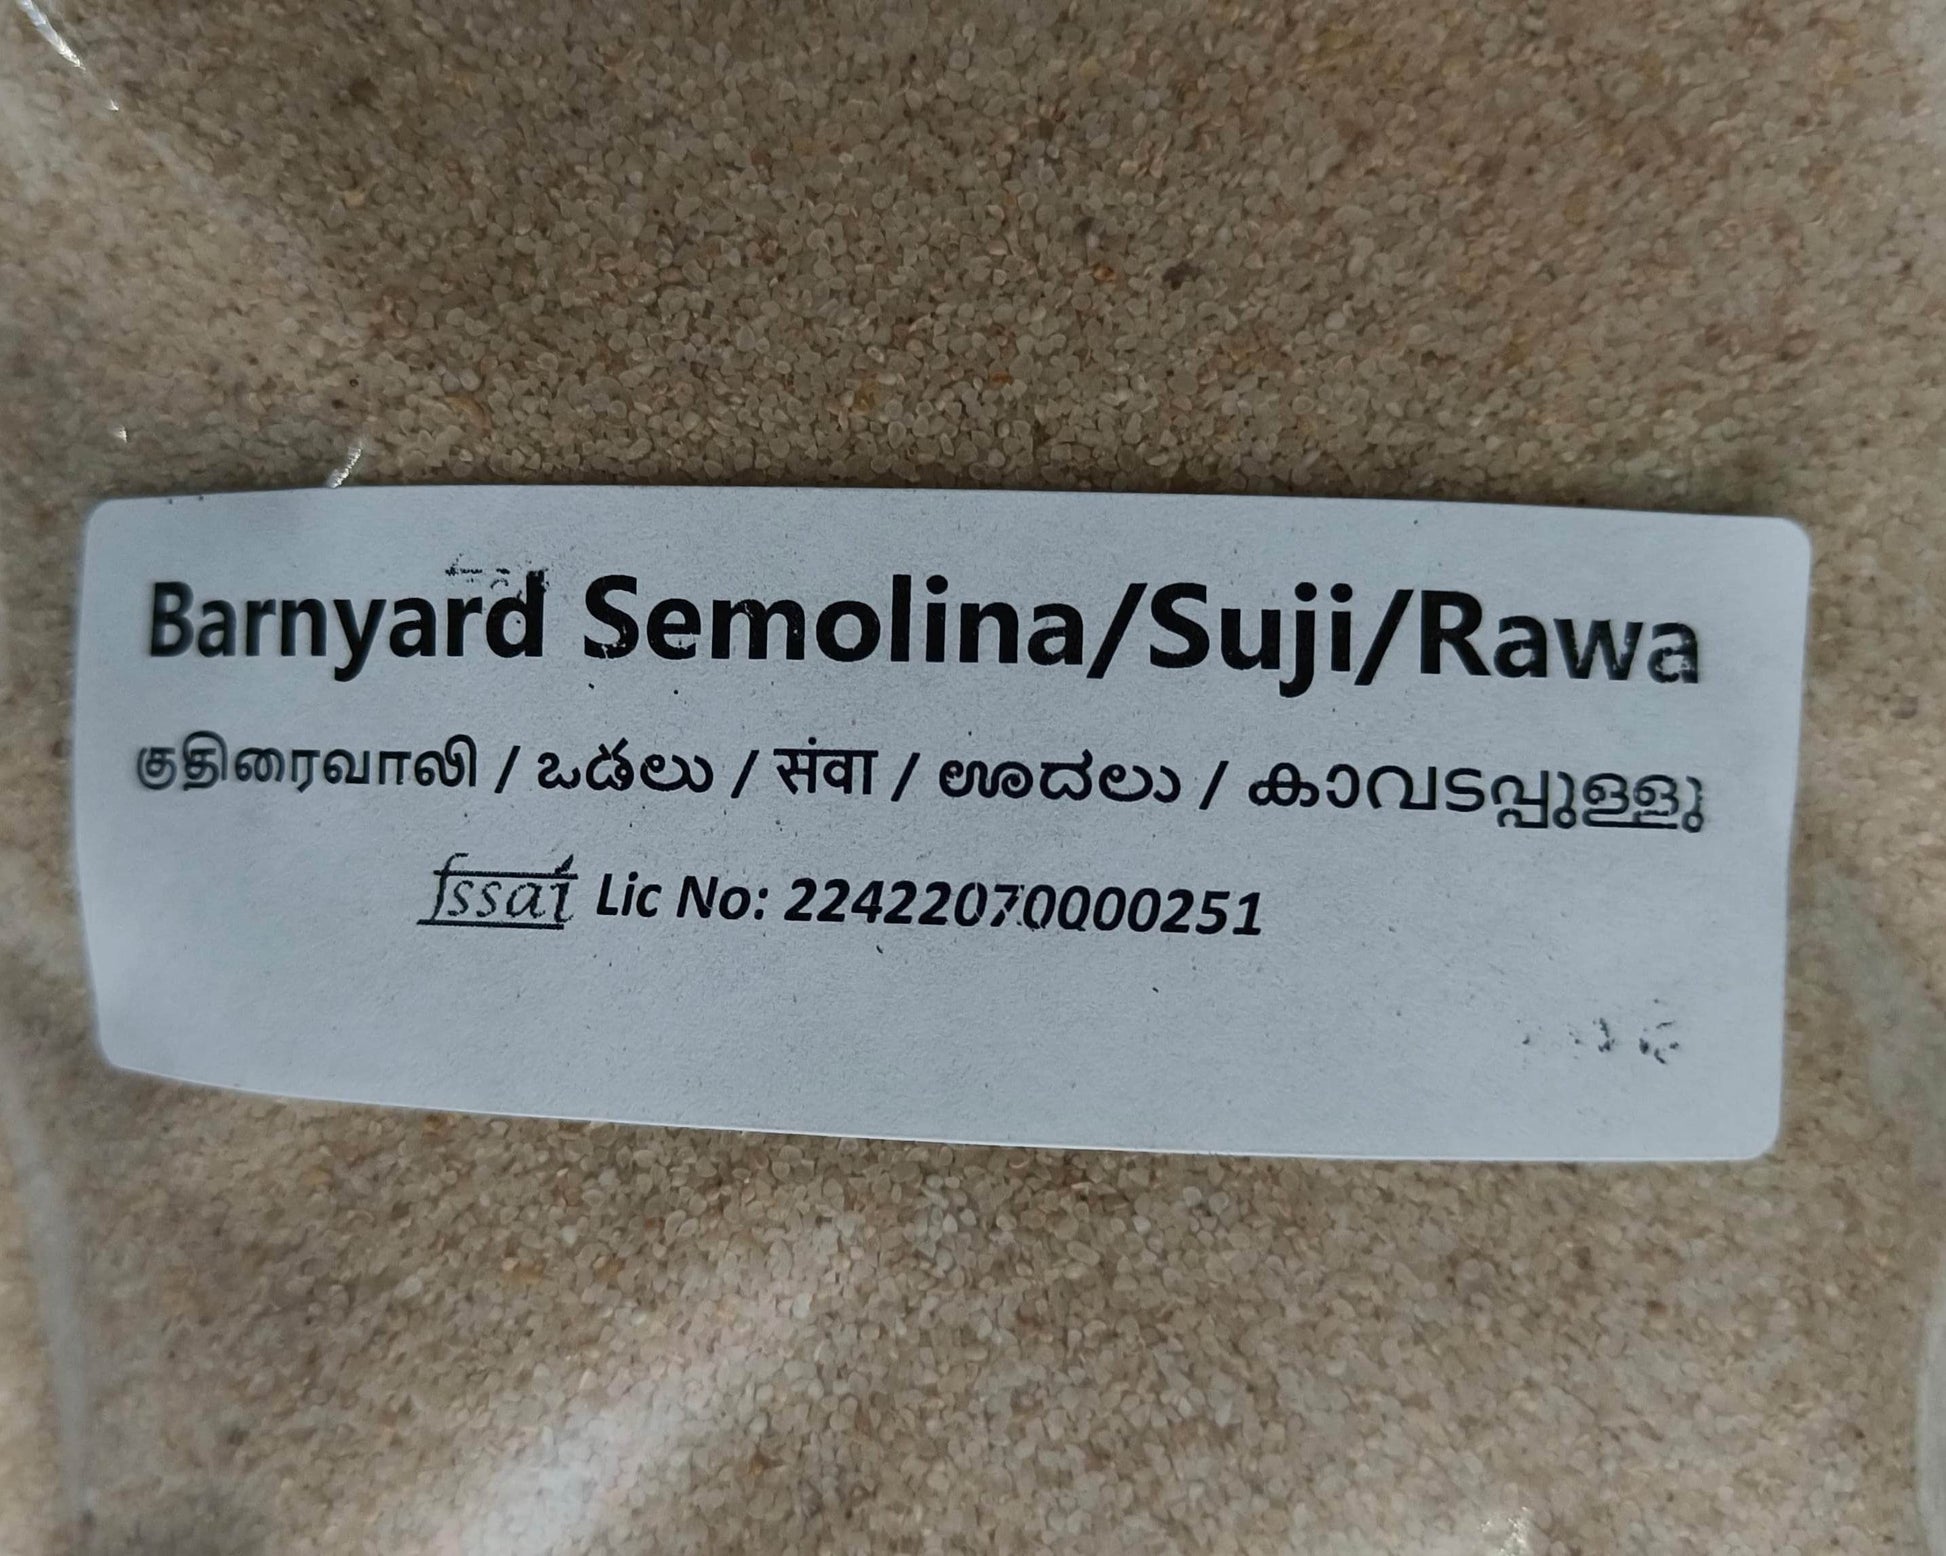 Barnyard Semolina/Suji/Rawa
குதிரைவாலி / ఒడలు / संवा / ಊದಲು / കാവടപ്പുള്ളു
fssai Lic No: 22422070000251